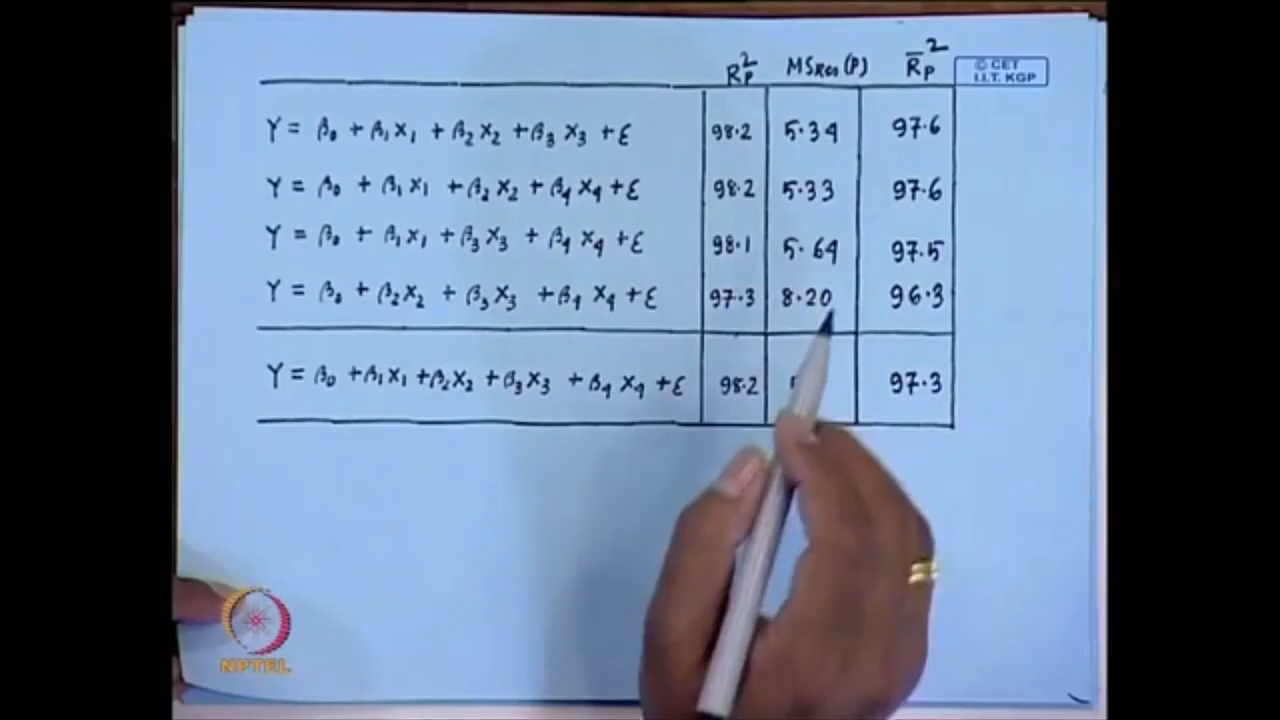 R_P^2 MS_Res(P) R̅_P^2
© CET
I.I.T. KGP
Y = β₀ + β₁X₁ + β₂X₂ + β₃X₃ + ε 98.2 5.34 97.6
Y = β₀ + β₁X₁ + β₂X₂ + β₄X₄ + ε 98.2 5.33 97.6
Y = β₀ + β₁X₁ + β₃X₃ + β₄X₄ + ε 98.1 5.64 97.5
Y = β₀ + β₂X₂ + β₃X₃ + β₄X₄ + ε 97.3 8.20 96.3
Y = β₀ + β₁X₁ + β₂X₂ + β₃X₃ + β₄X₄ + ε 98.2 97.3
NPTEL